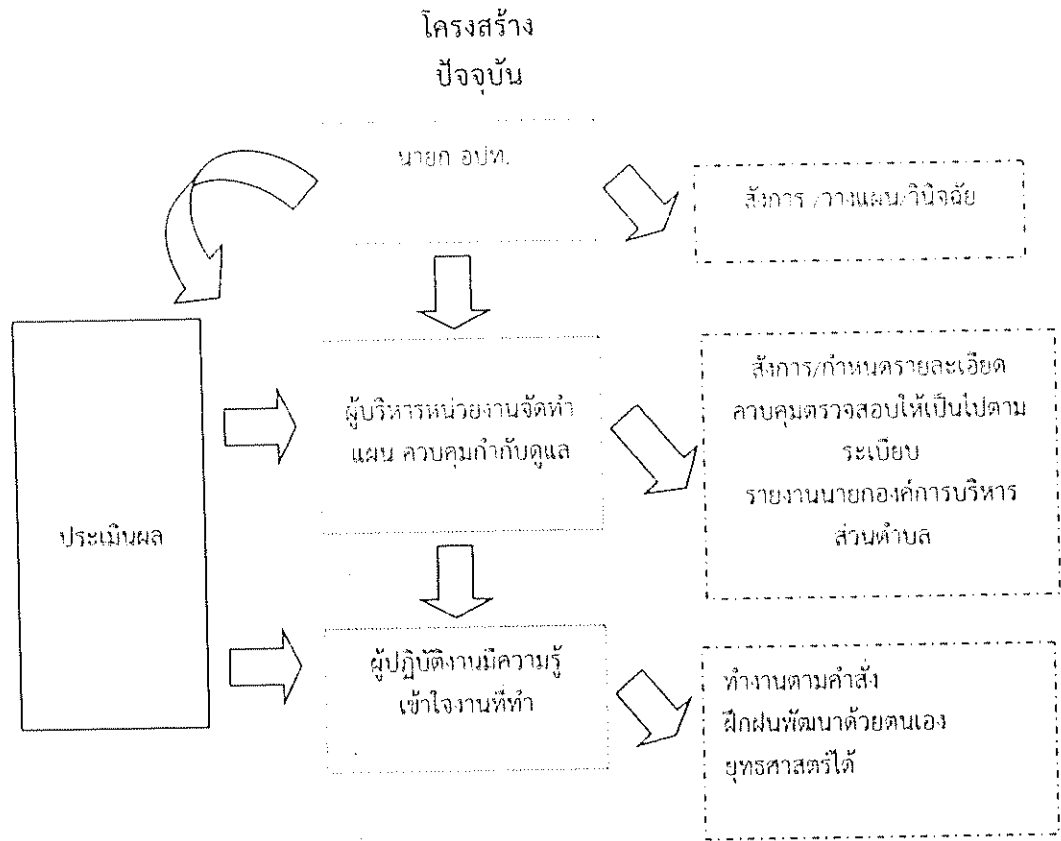 โครงสร้าง
ปัจจุบัน
นายก อปท.
สั่งการ /วางแผน/วินิจฉัย
ผู้บริหารหน่วยงานจัดทำ
แผน ควบคุมกำกับดูแล
สั่งการ/กำหนดรายละเอียด
ควบคุมตรวจสอบให้เป็นไปตาม
ระเบียบ
รายงานนายกองค์การบริหาร
ส่วนตำบล
ประเมินผล
ผู้ปฏิบัติงานมีความรู้
เข้าใจงานที่ทำ
ทำงานตามคำสั่ง
ฝึกฝนพัฒนาด้วยตนเอง
ยุทธศาสตร์ได้